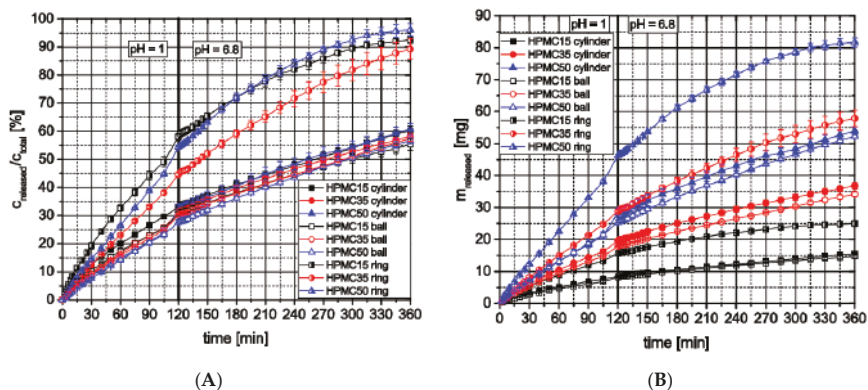 100
90
80
70
60
50
40
30
20
10
0
c released/c total [%]
pH = 1
pH = 6.8
HPMC15 cylinder
HPMC35 cylinder
HPMC50 cylinder
HPMC15 ball
HPMC35 ball
HPMC50 ball
HPMC15 ring
HPMC35 ring
HPMC50 ring
0 30 60 90 120 150 180 210 240 270 300 330 360
time [min]
(A)
90
80
70
60
50
40
30
20
10
0
m released [mg]
pH = 1
pH = 6.8
HPMC15 cylinder
HPMC35 cylinder
HPMC50 cylinder
HPMC15 ball
HPMC35 ball
HPMC50 ball
HPMC15 ring
HPMC35 ring
HPMC50 ring
0 30 60 90 120 150 180 210 240 270 300 330 360
time [min]
(B)